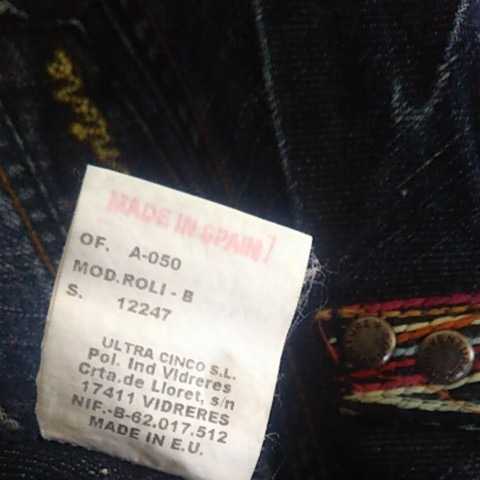 MADE IN SPAIN
OF. A-050
MOD.ROLI - B
S. 12247
ULTRA CINCO S.L.
Pol. Ind Vidreres
Crta.de Lloret, s/n
17411 VIDRERES
NIF.-B-62.017.512
MADE IN E.U.